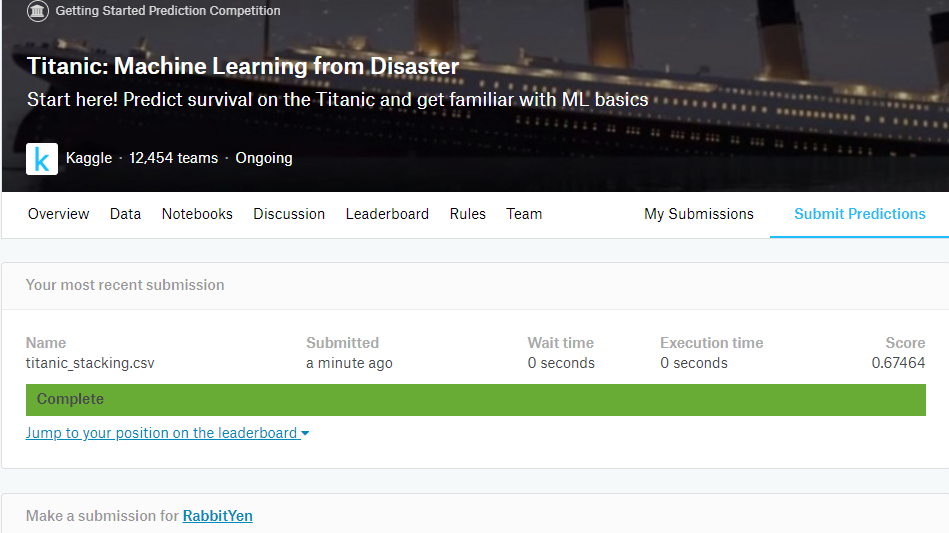 Getting Started Prediction Competition
Titanic: Machine Learning from Disaster
Start here! Predict survival on the Titanic and get familiar with ML basics
k Kaggle · 12,454 teams · Ongoing
Overview Data Notebooks Discussion Leaderboard Rules Team My Submissions Submit Predictions
Your most recent submission
Name Submitted Wait time Execution time Score
titanic_stacking.csv a minute ago 0 seconds 0 seconds 0.67464
Complete
Jump to your position on the leaderboard
Make a submission for RabbitYen